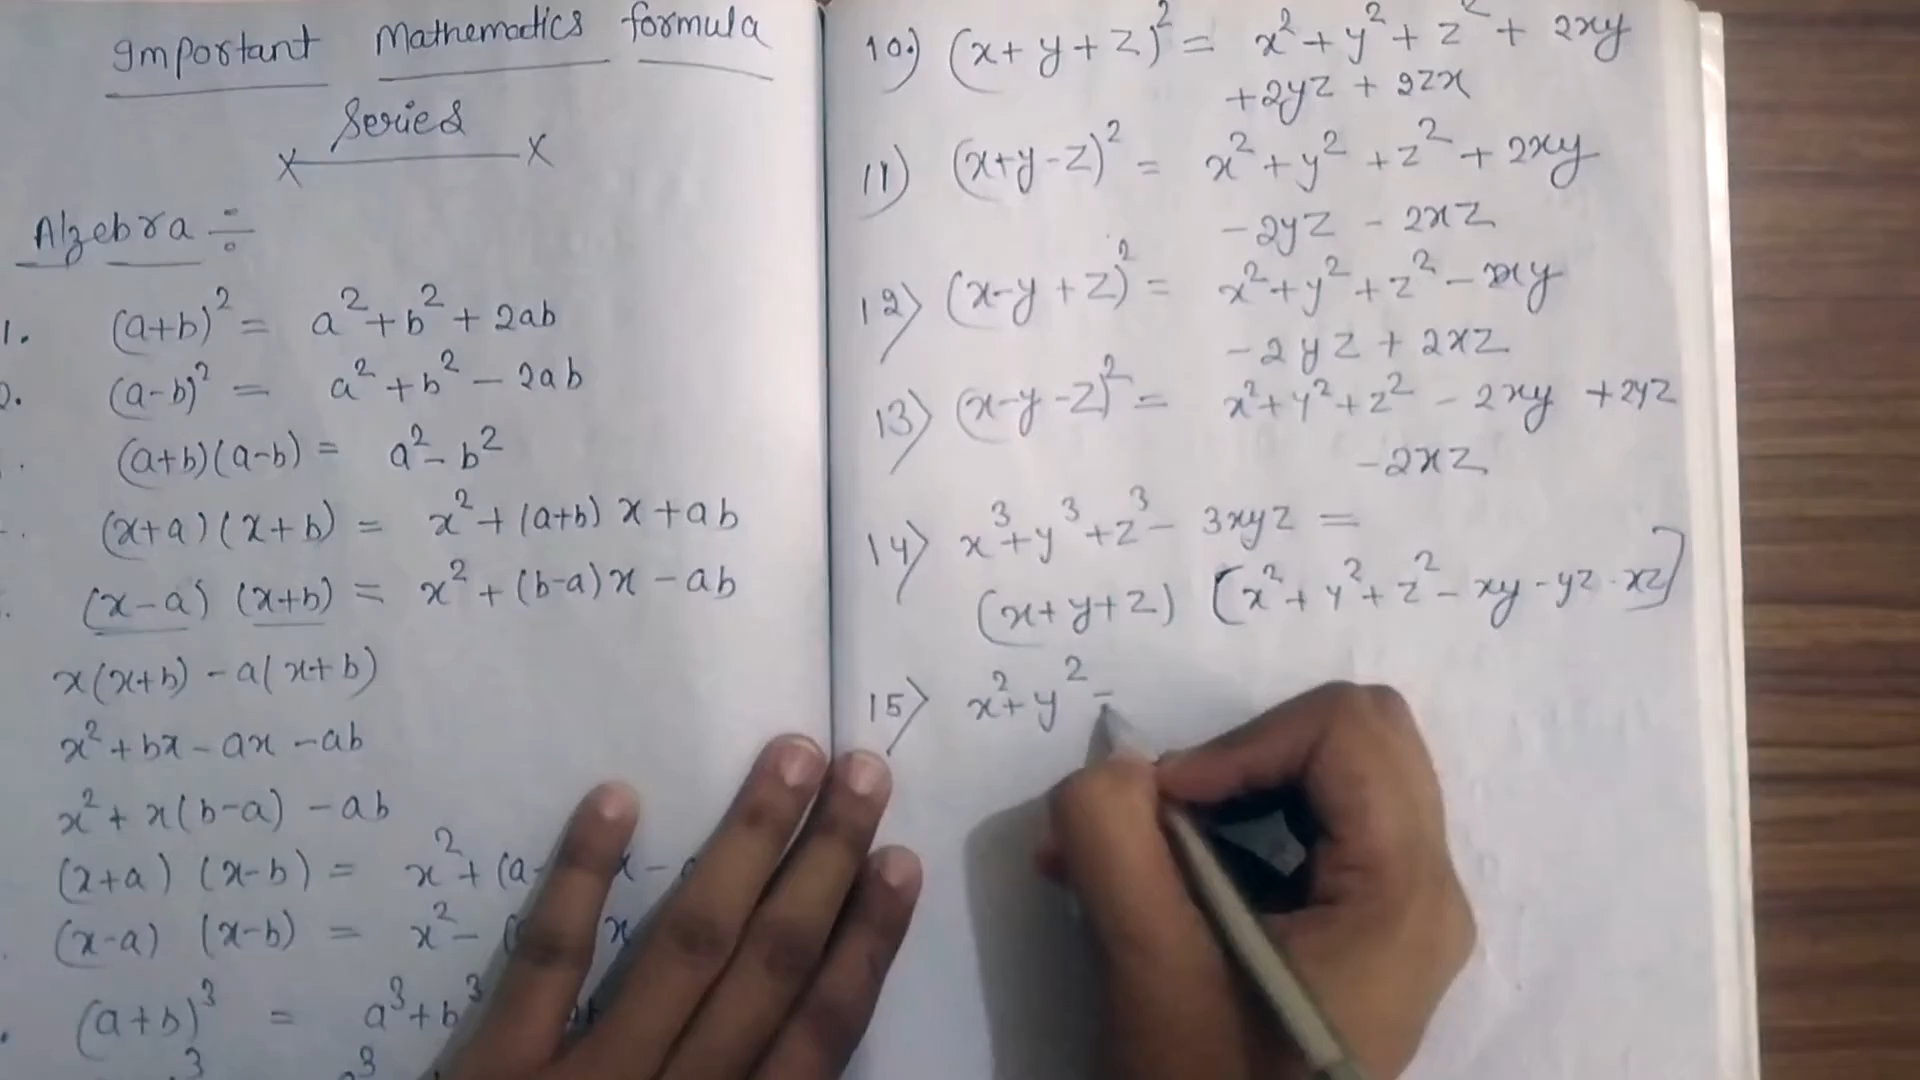 Important Mathematics formula
Series
x x
Algebra ÷
1. (a+b)² = a²+b² + 2ab
2. (a-b)² = a²+b² - 2ab
(a+b)(a-b) = a²-b²
(x+a)(x+b) = x²+(a+b) x+ab
(x-a) (x+b) = x²+(b-a)x - ab
x(x+b) - a(x+b)
x²+bx-ax-ab
x²+x(b-a) -ab
(x+a) (x-b) = x²+(a- x-
(x-a) (x-b) = x²- x
(a+b)³ = a³+b³
3 3
10) (x+y+z)² = x²+y²+z² + 2xy
+2yz + 2zx
11) (x+y-z)² = x²+y²+z²+2xy
-2yz - 2xz
12) (x-y+z)² = x²+y²+z²- xy
-2yz + 2xz
13) (x-y-z)² = x²+y²+z² - 2xy +2yz
-2xz
14) x³+y³+z³- 3xyz =
(x+y+z) [x²+y²+z²-xy-yz-xz]
15) x²+y² =